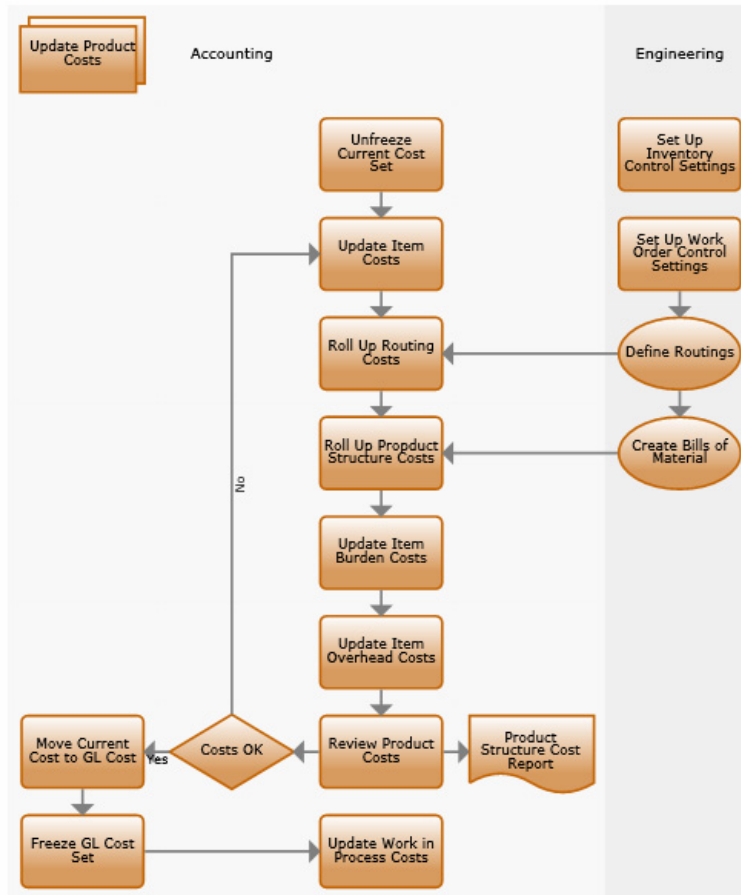 Update Product
Costs
Accounting
Engineering
Unfreeze
Current Cost
Set
Set Up
Inventory
Control Settings
Update Item
Costs
Set Up Work
Order Control
Settings
Roll Up Routing
Costs
Define Routings
Roll Up Propduct
Structure Costs
Create Bills of
Material
No
Update Item
Burden Costs
Update Item
Overhead Costs
Move Current
Cost to GL Cost
Yes
Costs OK
Review Product
Costs
Product
Structure Cost
Report
Freeze GL Cost
Set
Update Work in
Process Costs